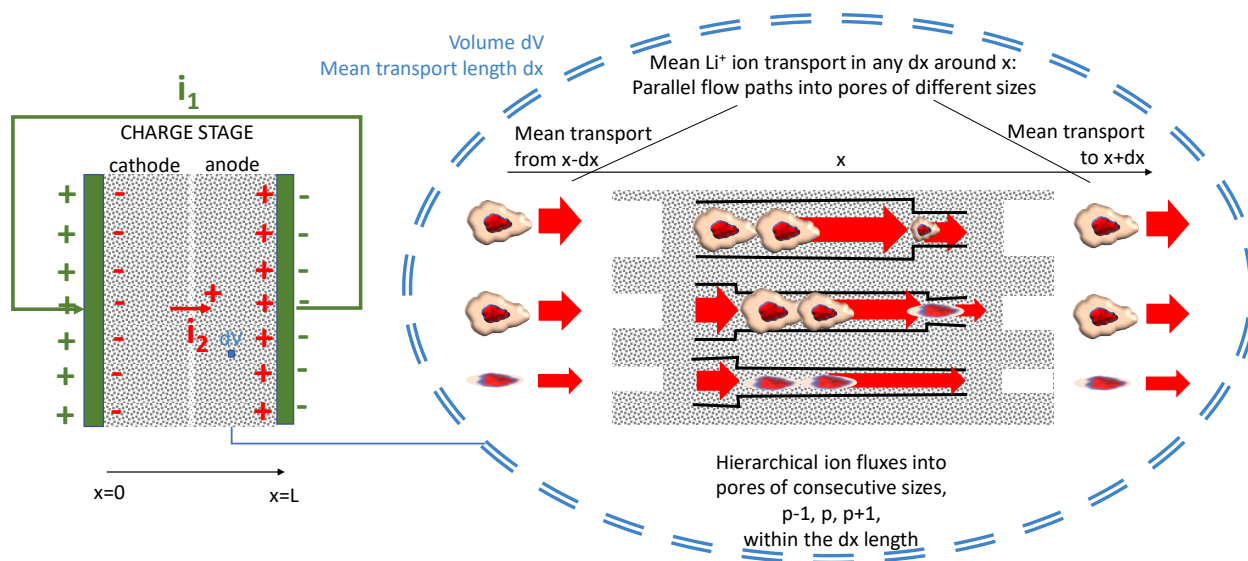 Volume dV
Mean transport length dx
Mean Li⁺ ion transport in any dx around x:
Parallel flow paths into pores of different sizes
i₁
CHARGE STAGE
cathode
anode
Mean transport
from x-dx
x
Mean transport
to x+dx
+ - + -
+ - + -
+ - + -
+ - + + -
i₂
dV
+ - + -
+ - + -
+ - + -
x=0
x=L
Hierarchical ion fluxes into
pores of consecutive sizes,
p-1, p, p+1,
within the dx length